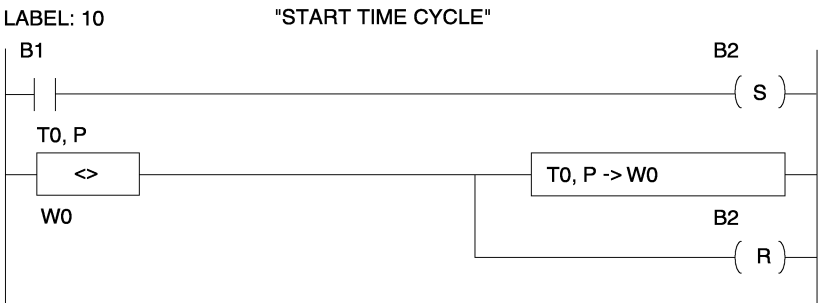 LABEL: 10 "START TIME CYCLE"
B1 B2
S
T0, P
<> T0, P -> W0
W0 B2
R